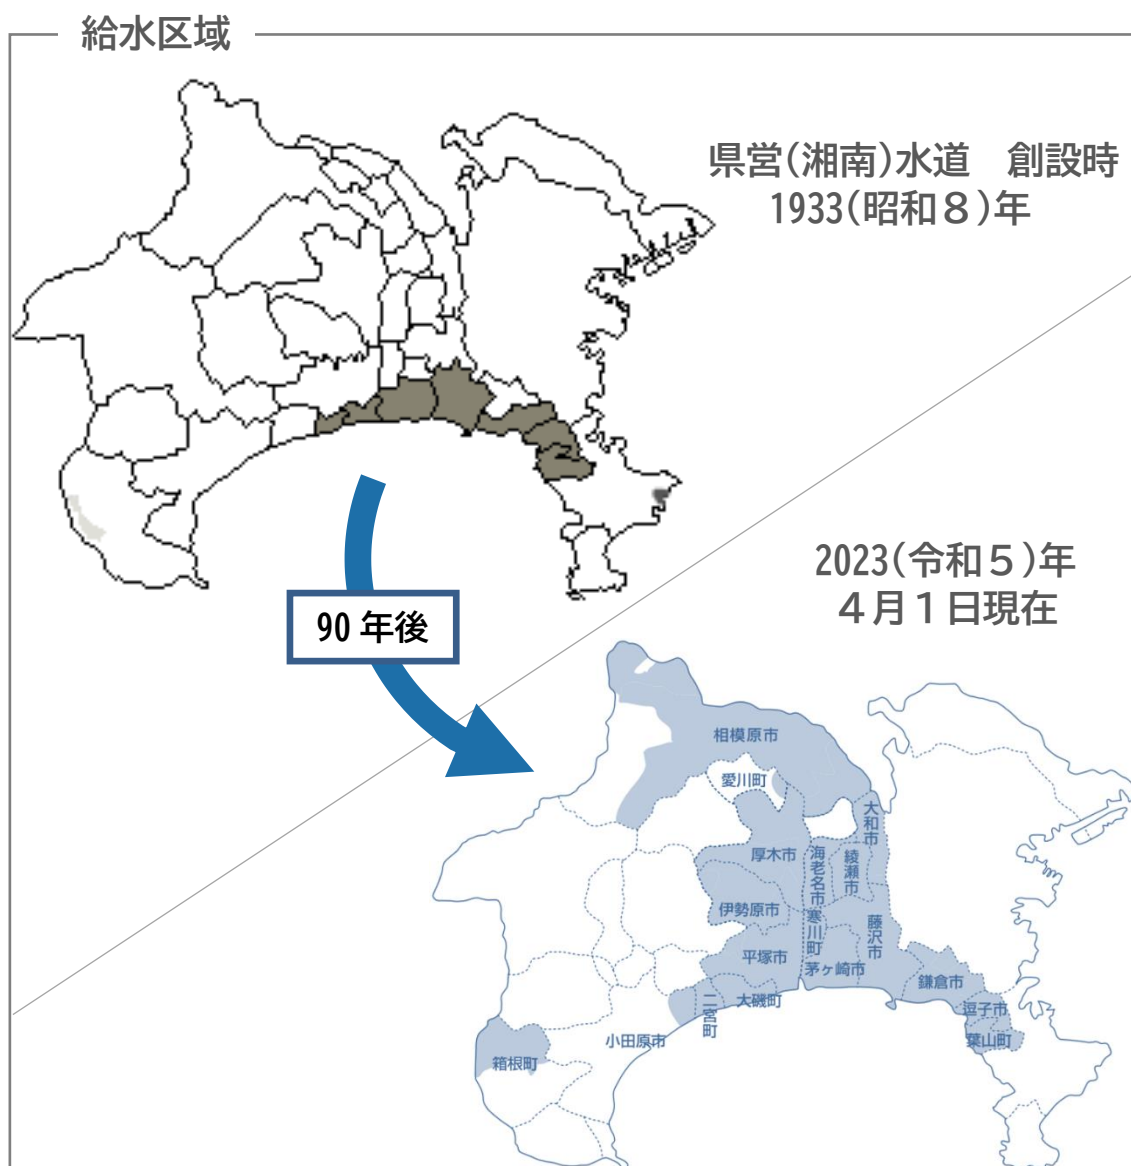 給水区域
県営(湘南)水道　創設時
1933(昭和８)年
90 年後
2023(令和５)年
４月１日現在
相模原市
愛川町
大和市
厚木市
海老名市
綾瀬市
伊勢原市
寒川町
藤沢市
平塚市
茅ヶ崎市
鎌倉市
二宮町
大磯町
逗子市
小田原市
葉山町
箱根町